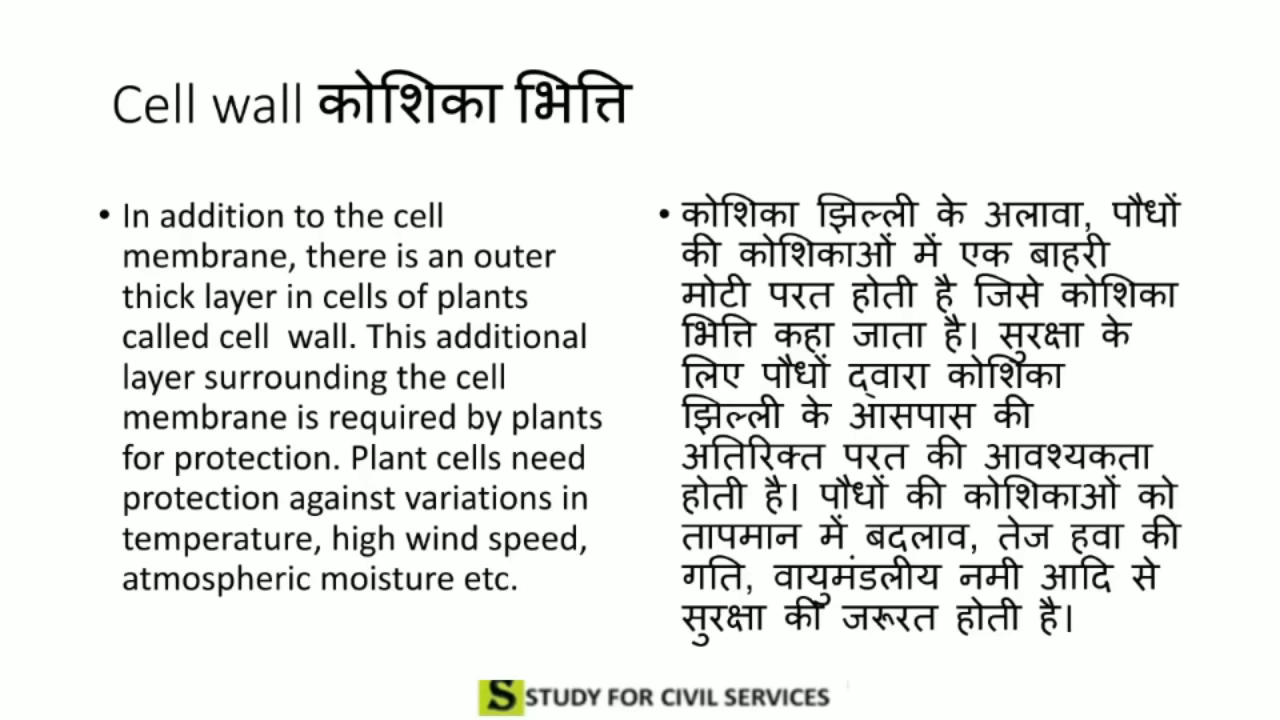 Cell wall कोशिका भित्ति
• In addition to the cell
membrane, there is an outer
thick layer in cells of plants
called cell  wall. This additional
layer surrounding the cell
membrane is required by plants
for protection. Plant cells need
protection against variations in
temperature, high wind speed,
atmospheric moisture etc.
• कोशिका झिल्ली के अलावा, पौधों
की कोशिकाओं में एक बाहरी
मोटी परत होती है जिसे कोशिका
भित्ति कहा जाता है। सुरक्षा के
लिए पौधों द्वारा कोशिका
झिल्ली के आसपास की
अतिरिक्त परत की आवश्यकता
होती है। पौधों की कोशिकाओं को
तापमान में बदलाव, तेज हवा की
गति, वायुमंडलीय नमी आदि से
सुरक्षा की जरूरत होती है।
S STUDY FOR CIVIL SERVICES